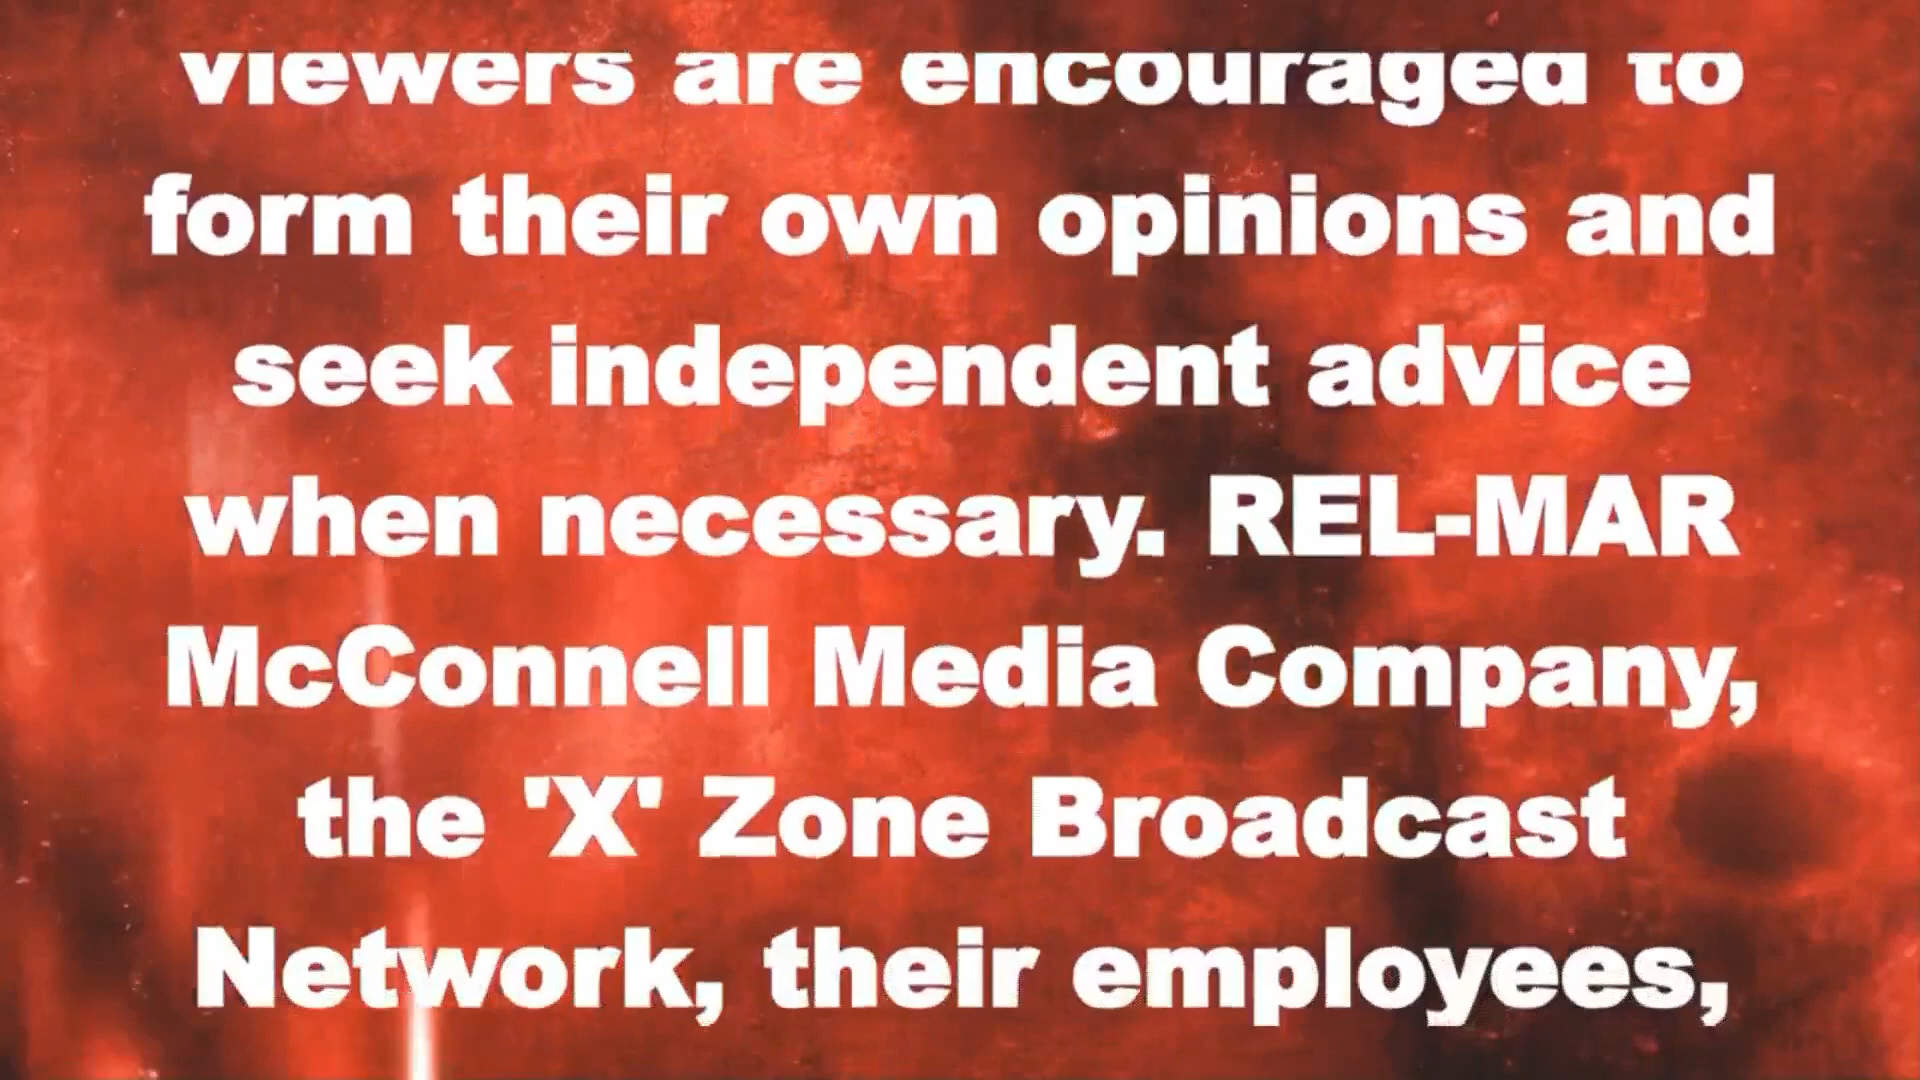 viewers are encouraged to
form their own opinions and
seek independent advice
when necessary. REL-MAR
McConnell Media Company,
the 'X' Zone Broadcast
Network, their employees,